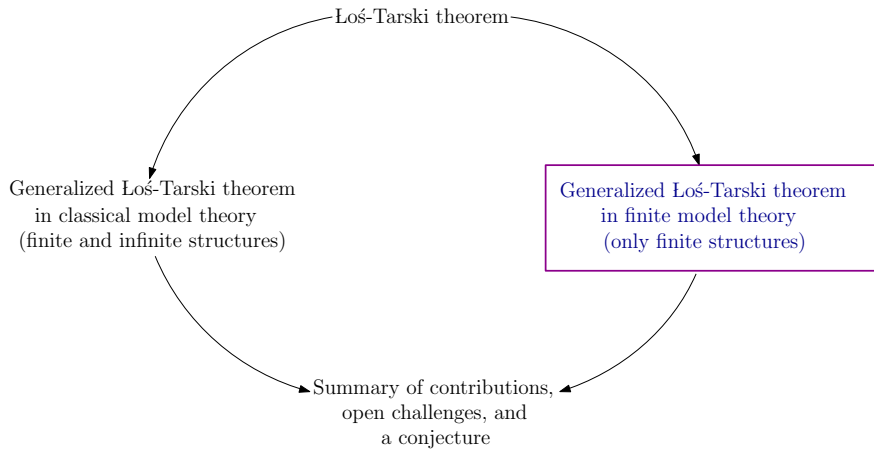 Łoś-Tarski theorem
Generalized Łoś-Tarski theorem
in classical model theory
(finite and infinite structures)
Generalized Łoś-Tarski theorem
in finite model theory
(only finite structures)
Summary of contributions,
open challenges, and
a conjecture